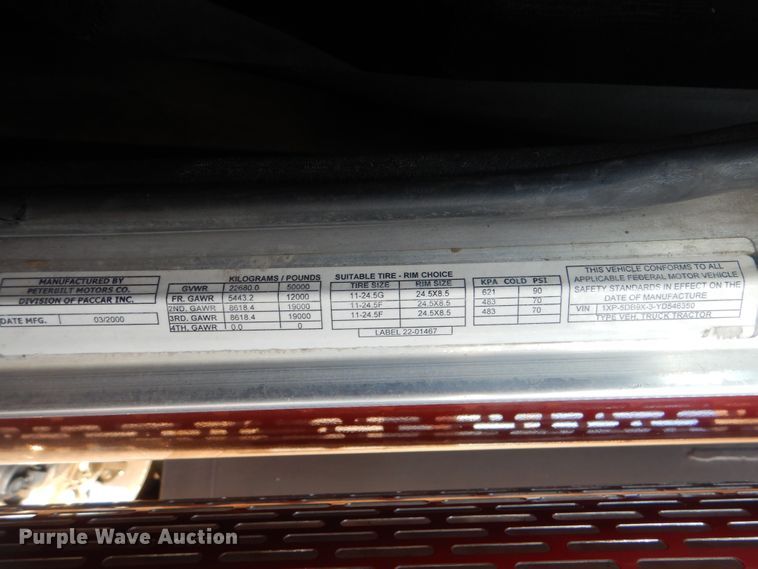 MANUFACTURED BY
PETERBILT MOTORS CO.
DIVISION OF PACCAR INC.
DATE MFG. 03/2000
KILOGRAMS / POUNDS
GVWR 22680.0 50000
FR. GAWR 5443.2 12000
2ND. GAWR 8618.4 19000
3RD. GAWR 8618.4 19000
4TH. GAWR 0.0 0
SUITABLE TIRE - RIM CHOICE
TIRE SIZE RIM SIZE
11-24.5G 24.5X8.5
11-24.5F 24.5X8.5
11-24.5F 24.5X8.5
LABEL 22-01467
KPA COLD PSI
621 90
483 70
483 70
THIS VEHICLE CONFORMS TO ALL
APPLICABLE FEDERAL MOTOR VEHICLE
SAFETY STANDARDS IN EFFECT ON THE
DATE OF MANUFACTURE
VIN 1XP-5DB9X-3-YD546350
TYPE VEH. TRUCK TRACTOR
Purple Wave Auction